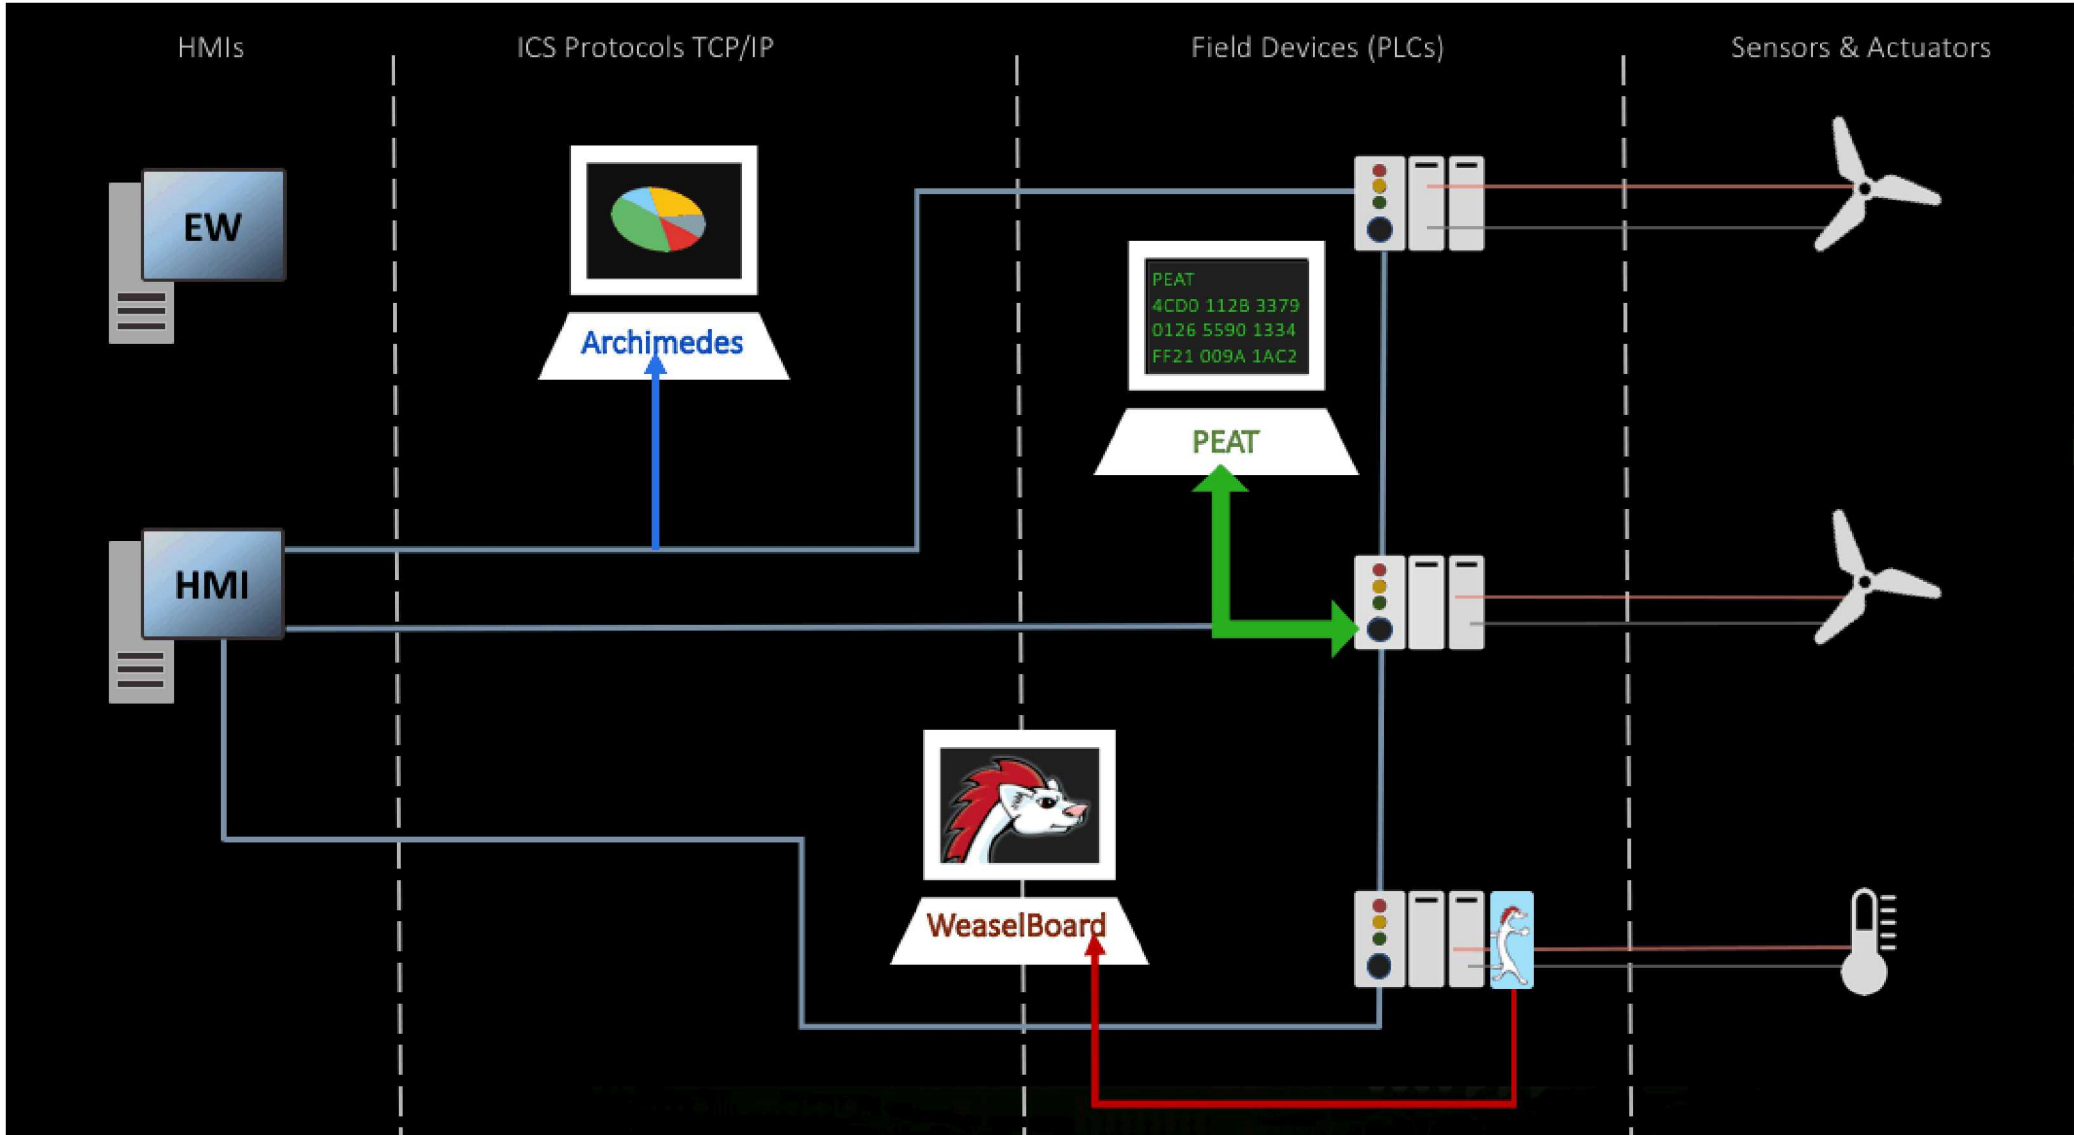 HMIs
ICS Protocols TCP/IP
Field Devices (PLCs)
Sensors & Actuators
EW
Archimedes
PEAT
4CD0 112B 3379
0126 5590 1334
FF21 009A 1AC2
PEAT
HMI
WeaselBoard